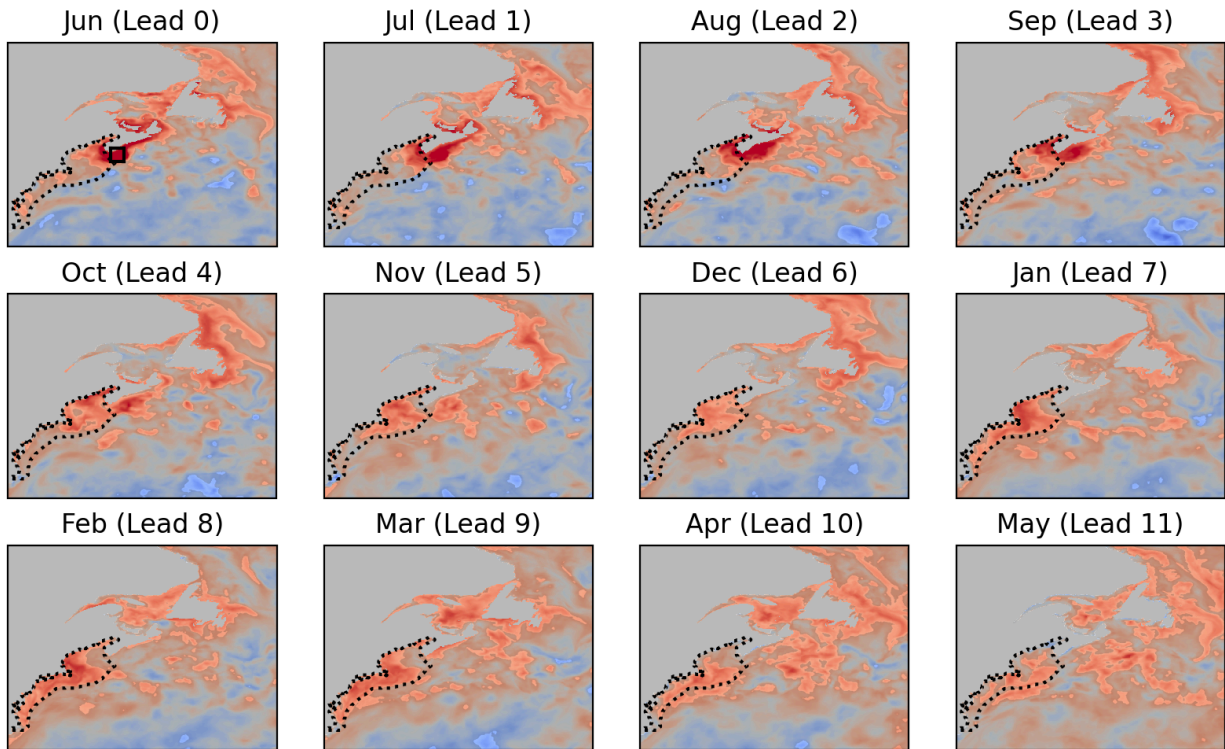 Jun (Lead 0)
Jul (Lead 1)
Aug (Lead 2)
Sep (Lead 3)
Oct (Lead 4)
Nov (Lead 5)
Dec (Lead 6)
Jan (Lead 7)
Feb (Lead 8)
Mar (Lead 9)
Apr (Lead 10)
May (Lead 11)